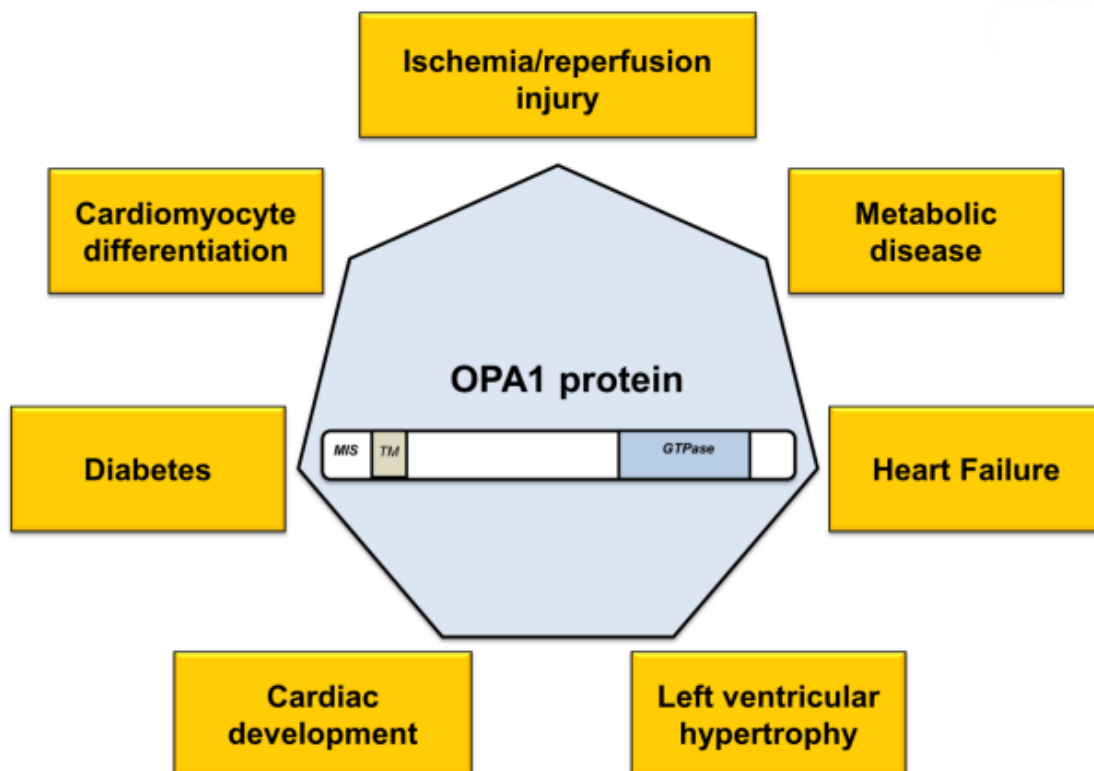 Ischemia/reperfusion
injury
Cardiomyocyte
differentiation
Metabolic
disease
OPA1 protein
MIS TM GTPase
Diabetes
Heart Failure
Cardiac
development
Left ventricular
hypertrophy